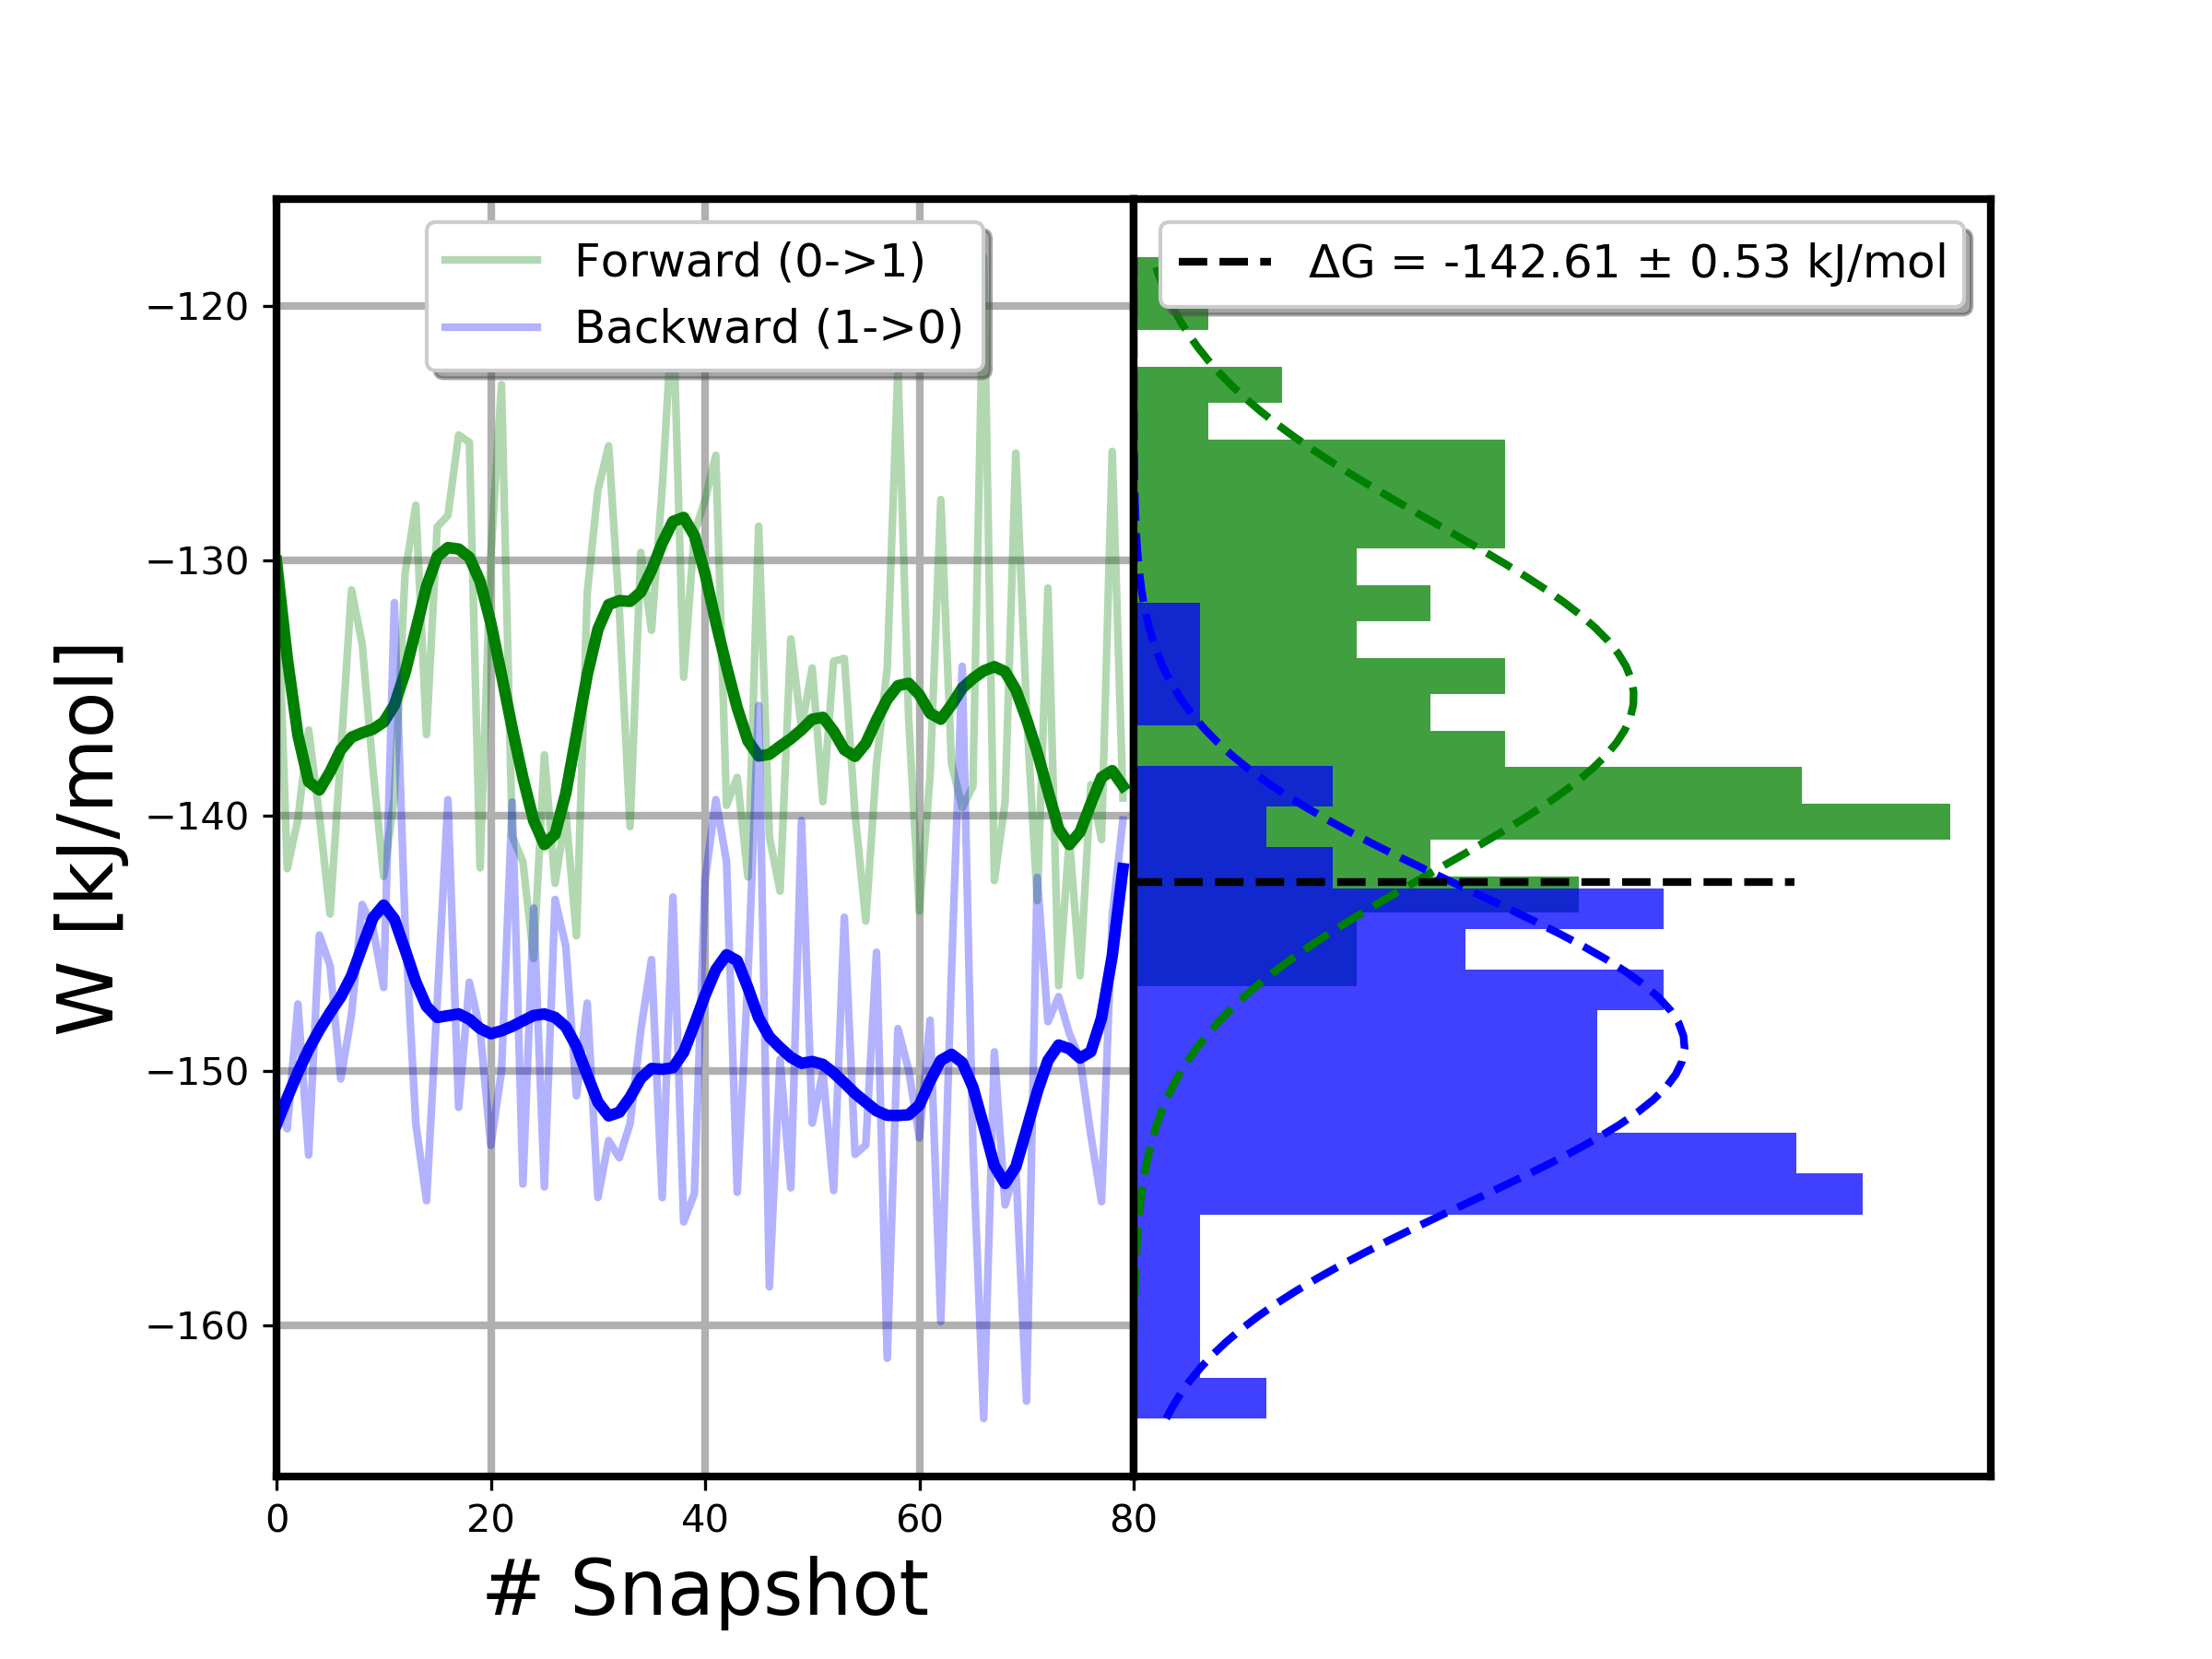 Forward (0->1)
Backward (1->0)
ΔG = -142.61 ± 0.53 kJ/mol
−120
−130
−140
−150
−160
W [kJ/mol]
0 20 40 60 80
# Snapshot